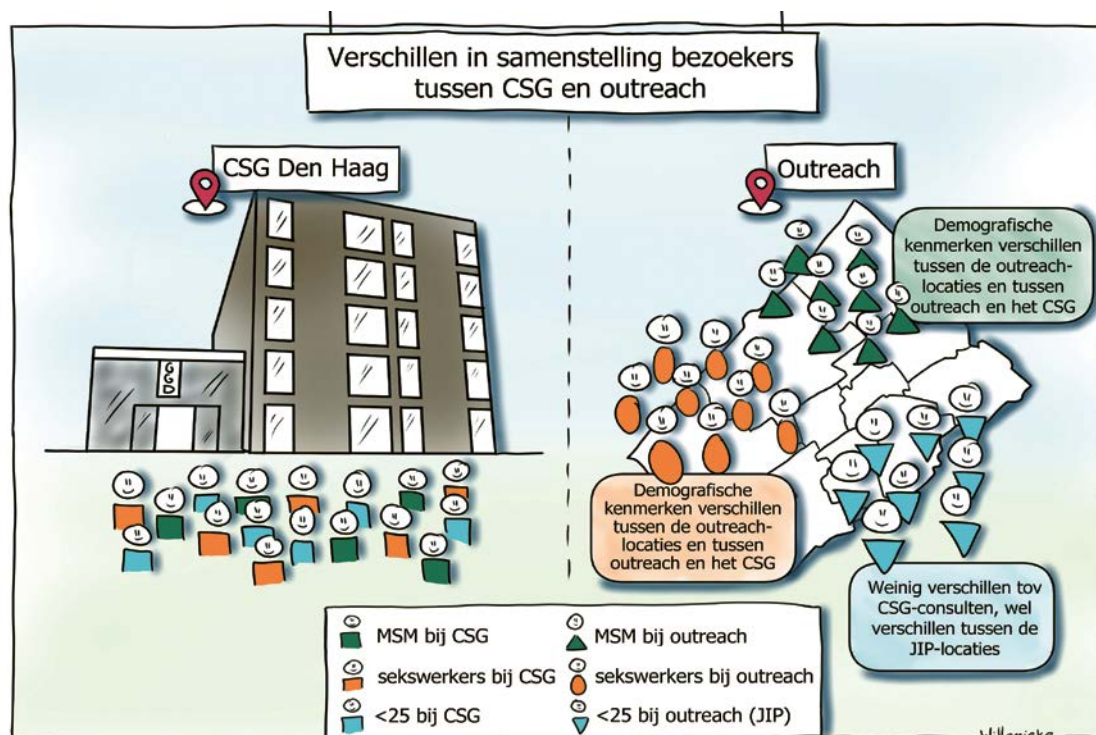 Verschillen in samenstelling bezoekers
tussen CSG en outreach
CSG Den Haag
GGD
Outreach
Demografische
kenmerken verschillen
tussen de outreach-
locaties en tussen
outreach en het CSG
Demografische
kenmerken verschillen
tussen de outreach-
locaties en tussen
outreach en het CSG
Weinig verschillen tov
CSG-consulten, wel
verschillen tussen de
JIP-locaties
MSM bij CSG
sekswerkers bij CSG
<25 bij CSG
MSM bij outreach
sekswerkers bij outreach
<25 bij outreach (JIP)